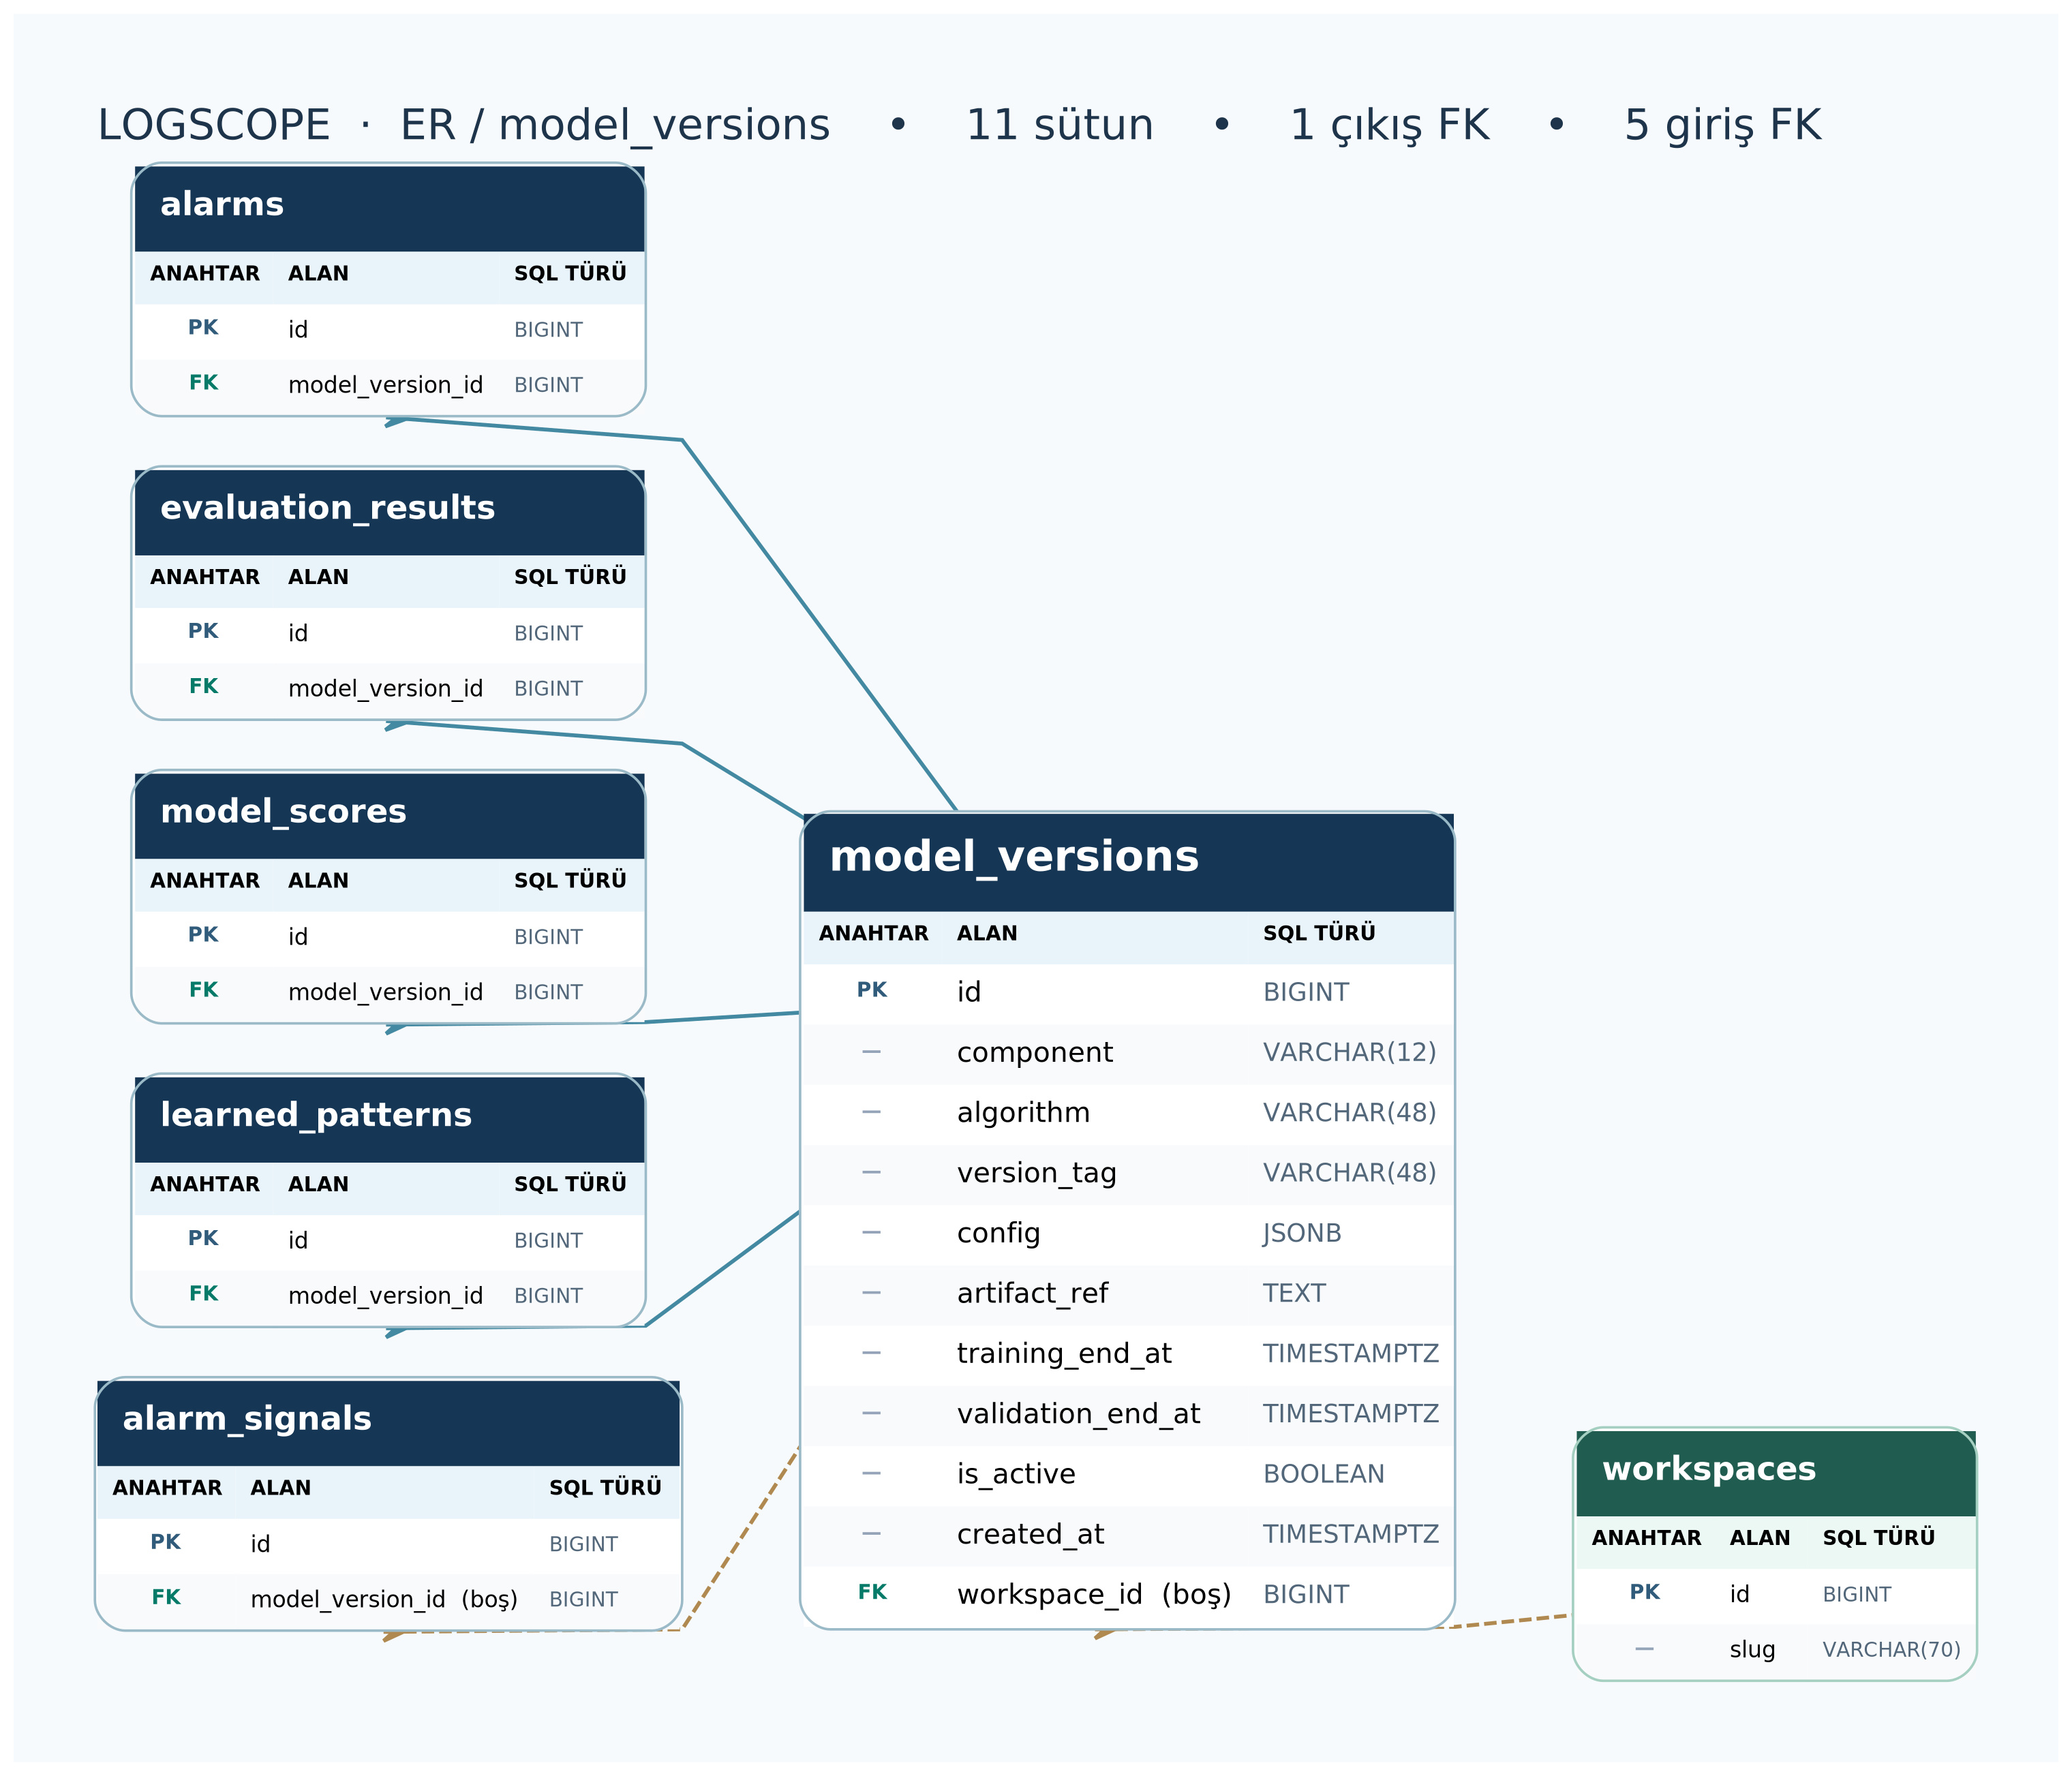 LOGSCOPE · ER / model_versions • 11 sütun • 1 çıkış FK • 5 giriş FK
alarms
ANAHTAR ALAN SQL TÜRÜ
PK id BIGINT
FK model_version_id BIGINT
evaluation_results
ANAHTAR ALAN SQL TÜRÜ
PK id BIGINT
FK model_version_id BIGINT
model_scores
ANAHTAR ALAN SQL TÜRÜ
PK id BIGINT
FK model_version_id BIGINT
learned_patterns
ANAHTAR ALAN SQL TÜRÜ
PK id BIGINT
FK model_version_id BIGINT
alarm_signals
ANAHTAR ALAN SQL TÜRÜ
PK id BIGINT
FK model_version_id (boş) BIGINT
model_versions
ANAHTAR ALAN SQL TÜRÜ
PK id BIGINT
— component VARCHAR(12)
— algorithm VARCHAR(48)
— version_tag VARCHAR(48)
— config JSONB
— artifact_ref TEXT
— training_end_at TIMESTAMPTZ
— validation_end_at TIMESTAMPTZ
— is_active BOOLEAN
— created_at TIMESTAMPTZ
FK workspace_id (boş) BIGINT
workspaces
ANAHTAR ALAN SQL TÜRÜ
PK id BIGINT
— slug VARCHAR(70)